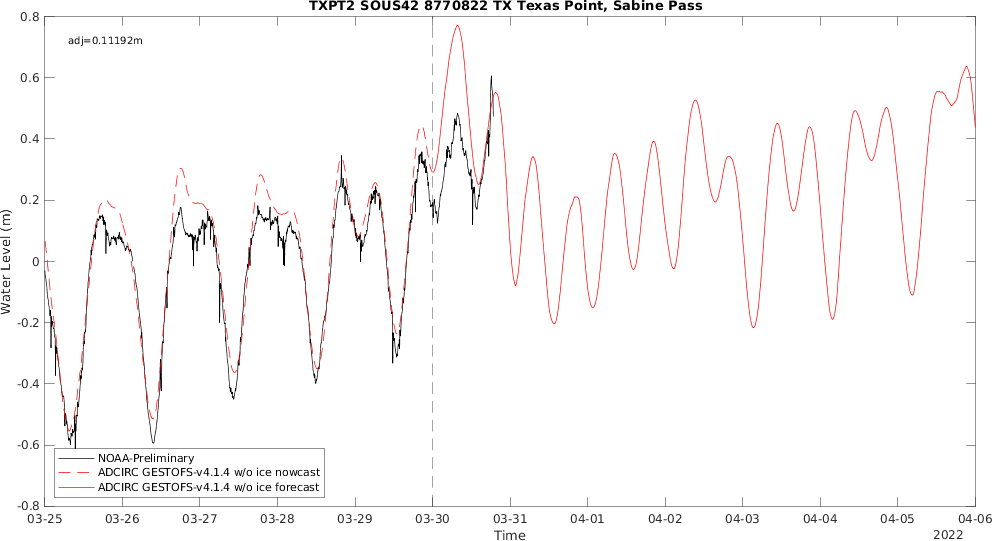 TXPT2 SOUS42 8770822 TX Texas Point, Sabine Pass
adj=0.11192m
Water Level (m)
0.8
0.6
0.4
0.2
0
-0.2
-0.4
-0.6
-0.8
NOAA-Preliminary
ADCIRC GESTOFS-v4.1.4 w/o ice nowcast
ADCIRC GESTOFS-v4.1.4 w/o ice forecast
03-25 03-26 03-27 03-28 03-29 03-30 03-31 04-01 04-02 04-03 04-04 04-05 04-06
Time
2022